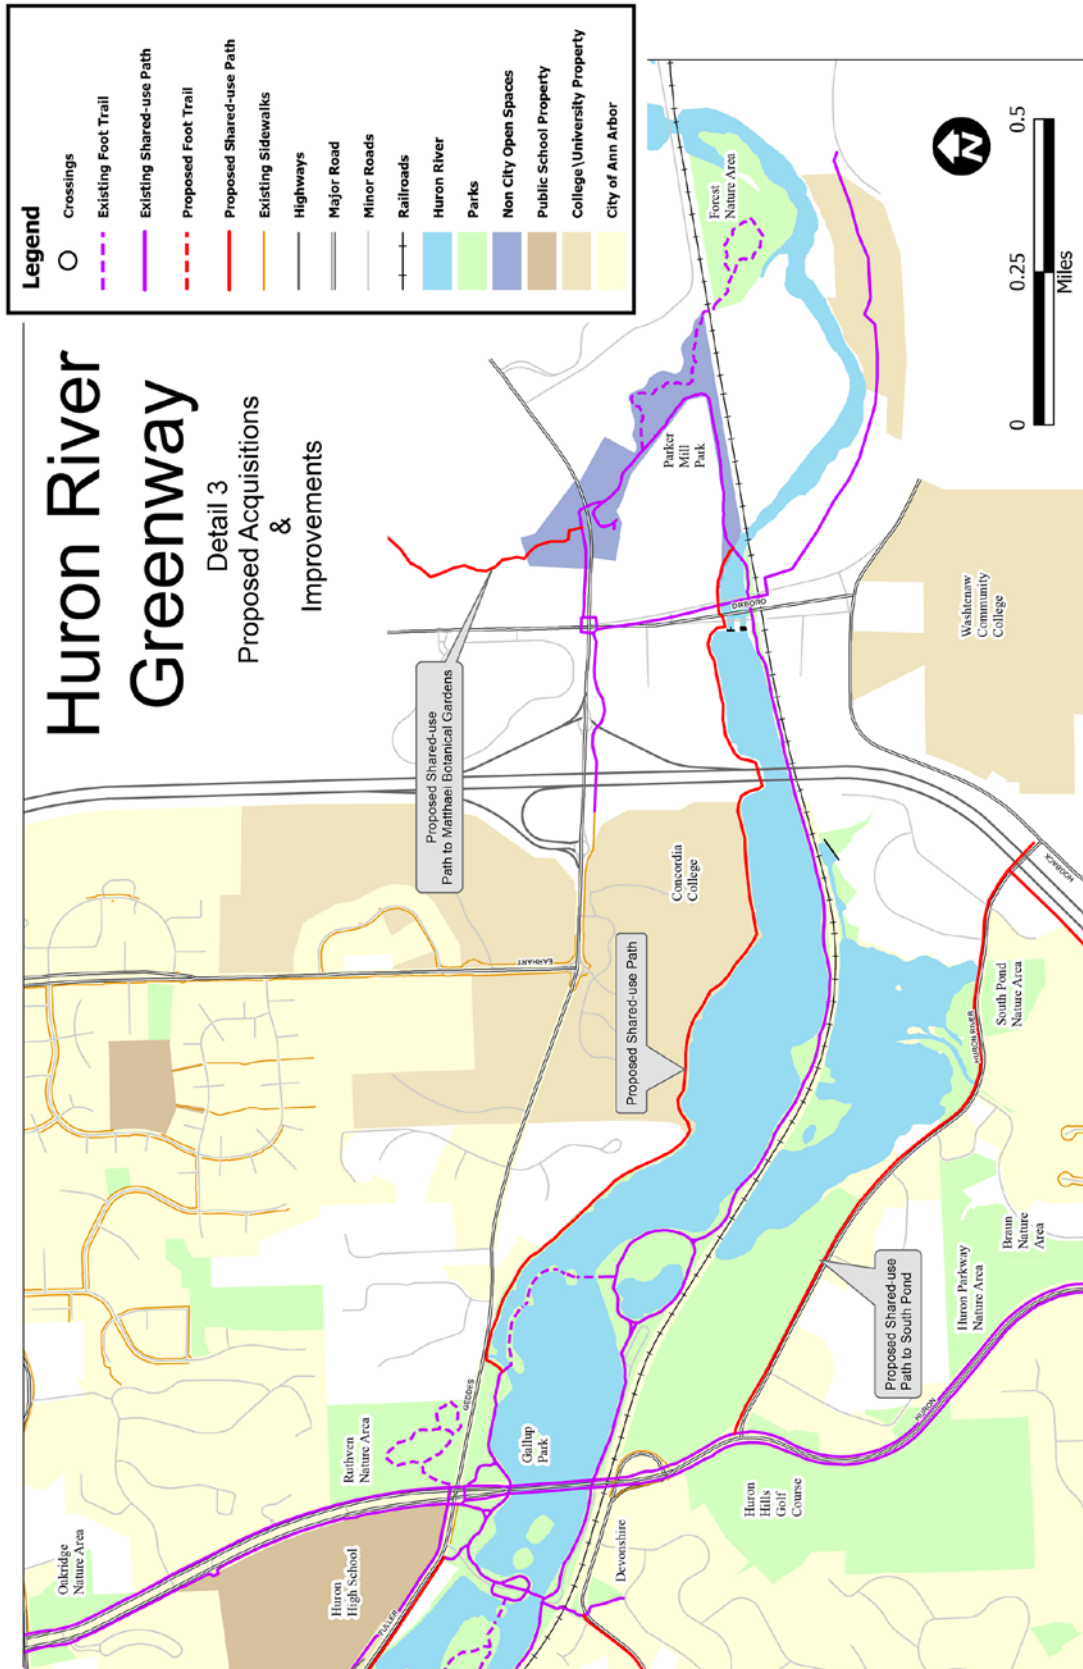 Huron River
Greenway
Detail 3
Proposed Acquisitions
&
Improvements
Legend
Crossings
Existing Foot Trail
Existing Shared-use Path
Proposed Foot Trail
Proposed Shared-use Path
Existing Sidewalks
Highways
Major Road
Minor Roads
Railroads
Huron River
Parks
Non City Open Spaces
Public School Property
College\University Property
City of Ann Arbor
Oakridge
Nature Area
Huron
High School
FULLER
Ruthven
Nature Area
GEDDES
Gallup
Park
Devonshire
Huron
Hills
Golf
Course
HURON
Proposed Shared-use
Path to South Pond
Huron Parkway
Nature Area
Braun
Nature
Area
HURON RIVER
South Pond
Nature Area
HOGBACK
EARHART
Concordia
College
Proposed Shared-use Path
Proposed Shared-use
Path to Matthaei Botanical Gardens
DIXBORO
Washtenaw
Community
College
Parker
Mill
Park
Forest
Nature Area
N
0
0.25
0.5
Miles